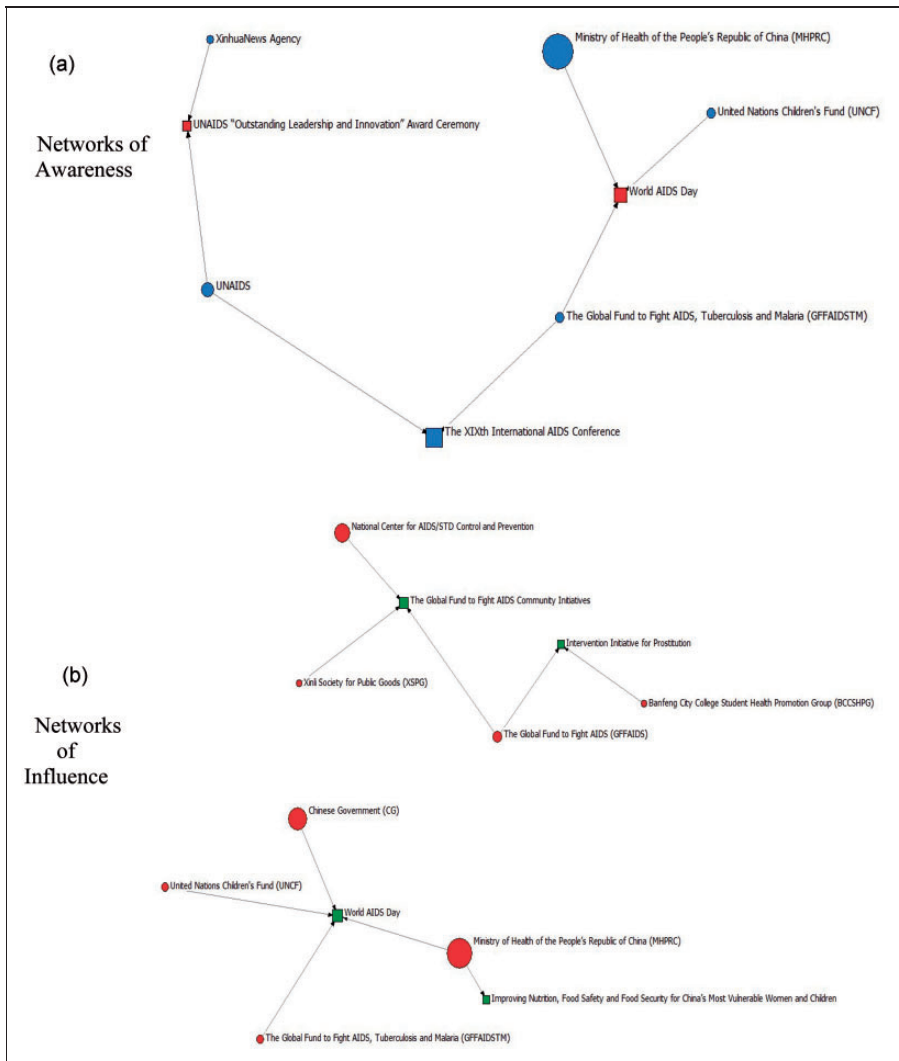 (a)
Networks of
Awareness
XinhuaNews Agency
Ministry of Health of the People's Republic of China (MHPRC)
United Nations Children's Fund (UNCF)
UNAIDS "Outstanding Leadership and Innovation" Award Ceremony
World AIDS Day
UNAIDS
The Global Fund to Fight AIDS, Tuberculosis and Malaria (GFFAIDSTM)
The XIXth International AIDS Conference
(b)
Networks
of
Influence
National Center for AIDS/STD Control and Prevention
The Global Fund to Fight AIDS Community Initiatives
Intervention Initiative for Prostitution
Xinli Society for Public Goods (XSPG)
Banfeng City College Student Health Promotion Group (BCCSHPG)
The Global Fund to Fight AIDS (GFFAIDS)
Chinese Government (CG)
United Nations Children's Fund (UNCF)
World AIDS Day
Ministry of Health of the People's Republic of China (MHPRC)
Improving Nutrition, Food Safety and Food Security for China's Most Vulnerable Women and Children
The Global Fund to Fight AIDS, Tuberculosis and Malaria (GFFAIDSTM)